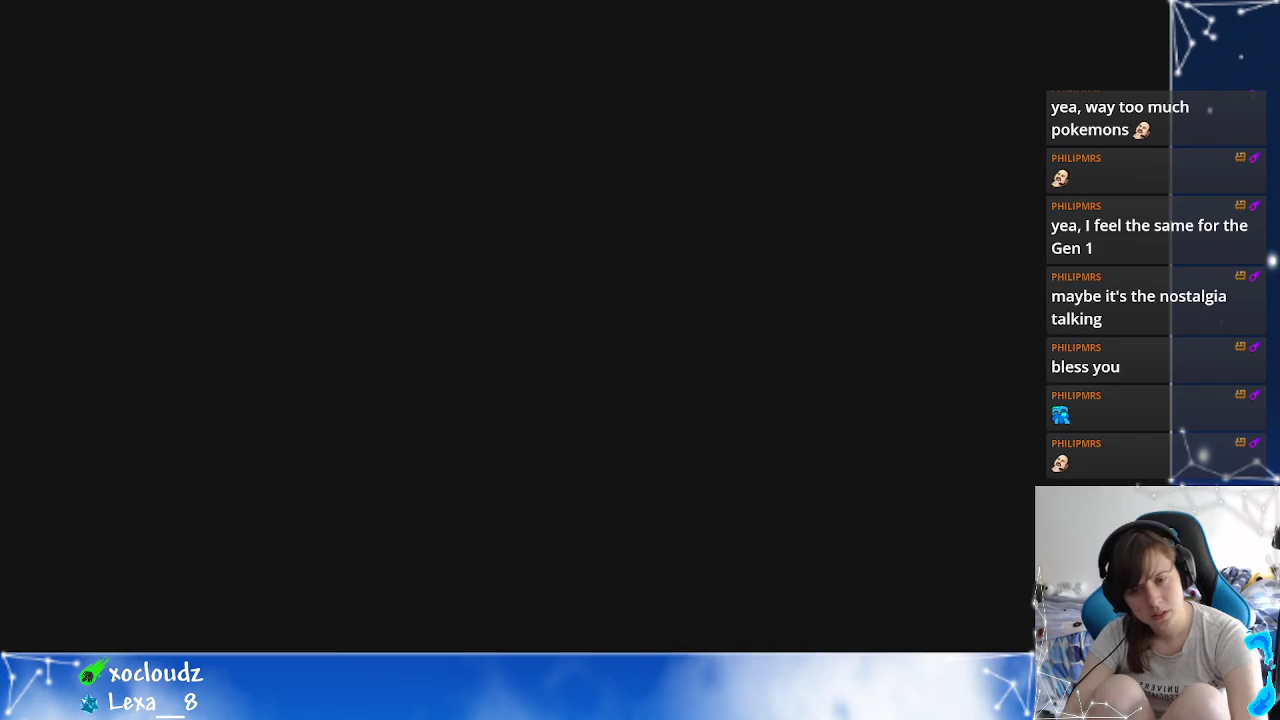 yea, way too much
pokemons
PHILIPMRS
PHILIPMRS
yea, I feel the same for the
Gen 1
PHILIPMRS
maybe it's the nostalgia
talking
PHILIPMRS
bless you
PHILIPMRS
PHILIPMRS
xocloudz
Lexa__8